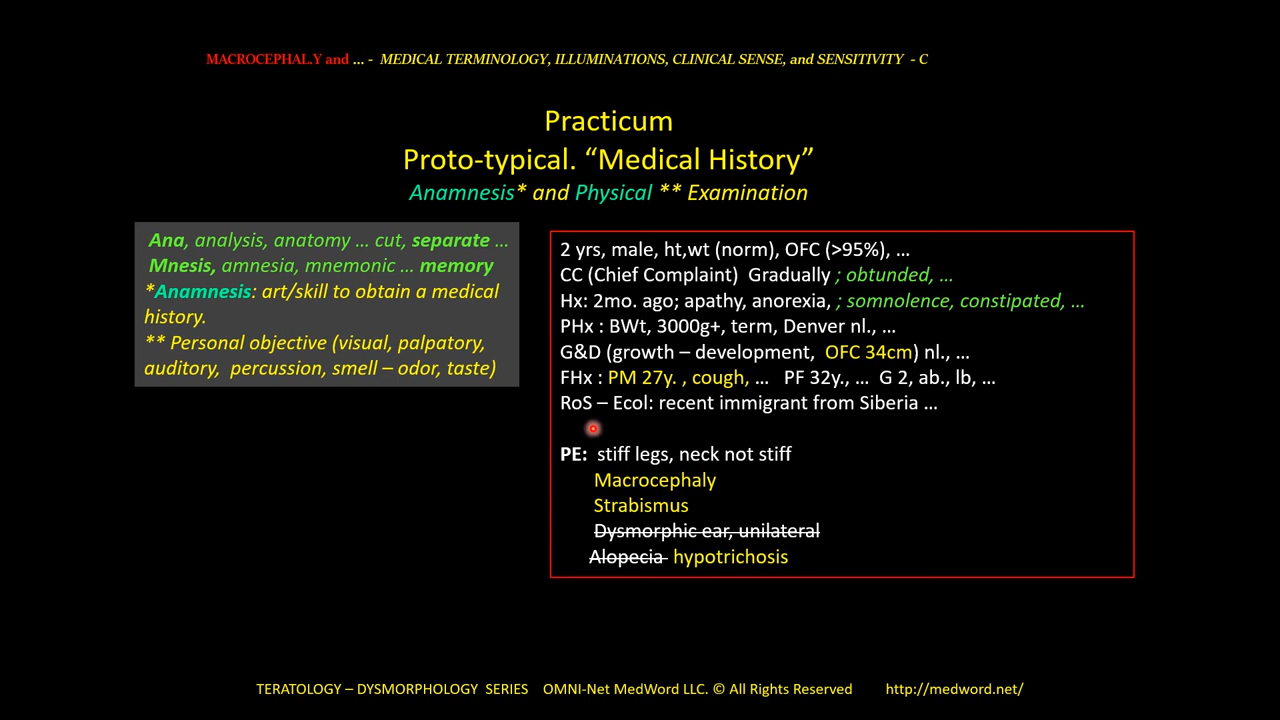 MACROCEPHAL.Y and ... - MEDICAL TERMINOLOGY, ILLUMINATIONS, CLINICAL SENSE, and SENSITIVITY - C
Practicum
Proto-typical. “Medical History”
Anamnesis* and Physical ** Examination
Ana, analysis, anatomy ... cut, separate ...
Mnesis, amnesia, mnemonic ... memory
*Anamnesis: art/skill to obtain a medical
history.
** Personal objective (visual, palpatory,
auditory, percussion, smell – odor, taste)
2 yrs, male, ht,wt (norm), OFC (>95%), ...
CC (Chief Complaint) Gradually ; obtunded, ...
Hx: 2mo. ago; apathy, anorexia, ; somnolence, constipated, ...
PHx : BWt, 3000g+, term, Denver nl., ...
G&D (growth – development, OFC 34cm) nl., ...
FHx : PM 27y. , cough, ... PF 32y., ... G 2, ab., lb, ...
RoS – Ecol: recent immigrant from Siberia ...
PE: stiff legs, neck not stiff
Macrocephaly
Strabismus
Dysmorphic ear, unilateral
Alopecia hypotrichosis
TERATOLOGY – DYSMORPHOLOGY SERIES OMNI-Net MedWord LLC. © All Rights Reserved http://medword.net/